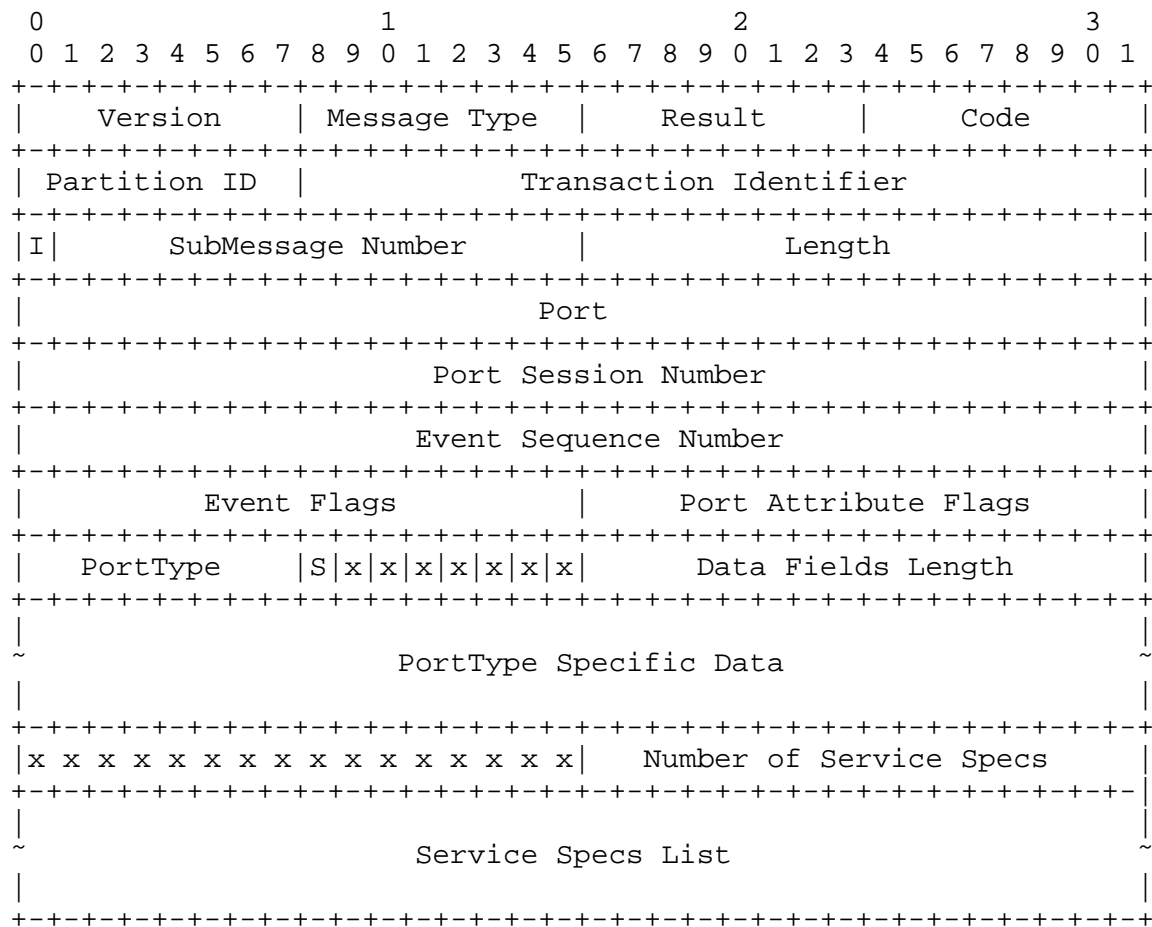 0                   1                   2                   3
 0 1 2 3 4 5 6 7 8 9 0 1 2 3 4 5 6 7 8 9 0 1 2 3 4 5 6 7 8 9 0 1
+-+-+-+-+-+-+-+-+-+-+-+-+-+-+-+-+-+-+-+-+-+-+-+-+-+-+-+-+-+-+-+-+
|    Version    | Message Type  |    Result     |     Code      |
+-+-+-+-+-+-+-+-+-+-+-+-+-+-+-+-+-+-+-+-+-+-+-+-+-+-+-+-+-+-+-+-+
| Partition ID  |            Transaction Identifier             |
+-+-+-+-+-+-+-+-+-+-+-+-+-+-+-+-+-+-+-+-+-+-+-+-+-+-+-+-+-+-+-+-+
|I|      SubMessage Number      |           Length              |
+-+-+-+-+-+-+-+-+-+-+-+-+-+-+-+-+-+-+-+-+-+-+-+-+-+-+-+-+-+-+-+-+
|                             Port                              |
+-+-+-+-+-+-+-+-+-+-+-+-+-+-+-+-+-+-+-+-+-+-+-+-+-+-+-+-+-+-+-+-+
|                       Port Session Number                     |
+-+-+-+-+-+-+-+-+-+-+-+-+-+-+-+-+-+-+-+-+-+-+-+-+-+-+-+-+-+-+-+-+
|                      Event Sequence Number                    |
+-+-+-+-+-+-+-+-+-+-+-+-+-+-+-+-+-+-+-+-+-+-+-+-+-+-+-+-+-+-+-+-+
|          Event Flags          |     Port Attribute Flags      |
+-+-+-+-+-+-+-+-+-+-+-+-+-+-+-+-+-+-+-+-+-+-+-+-+-+-+-+-+-+-+-+-+
|   PortType    |S|x|x|x|x|x|x|x|      Data Fields Length       |
+-+-+-+-+-+-+-+-+-+-+-+-+-+-+-+-+-+-+-+-+-+-+-+-+-+-+-+-+-+-+-+-+
|                                                               |
~                     PortType Specific Data                    ~
|                                                               |
+-+-+-+-+-+-+-+-+-+-+-+-+-+-+-+-+-+-+-+-+-+-+-+-+-+-+-+-+-+-+-+-+
|x x x x x x x x x x x x x x x x|   Number of Service Specs     |
+-+-+-+-+-+-+-+-+-+-+-+-+-+-+-+-+-+-+-+-+-+-+-+-+-+-+-+-+-+-+-+-|
|                                                               |
~                      Service Specs List                       ~
|                                                               |
+-+-+-+-+-+-+-+-+-+-+-+-+-+-+-+-+-+-+-+-+-+-+-+-+-+-+-+-+-+-+-+-+